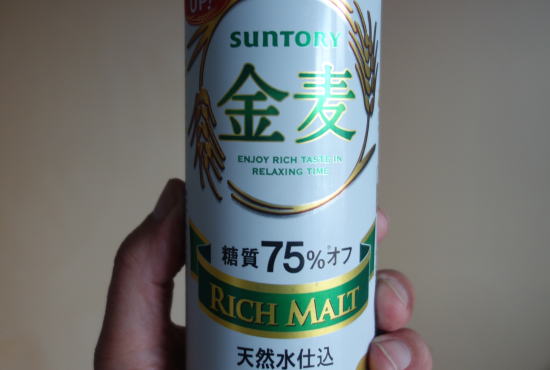 UP!
SUNTORY
金麦
ENJOY RICH TASTE IN
RELAXING TIME
糖質75%オフ
RICH MALT
天然水仕込